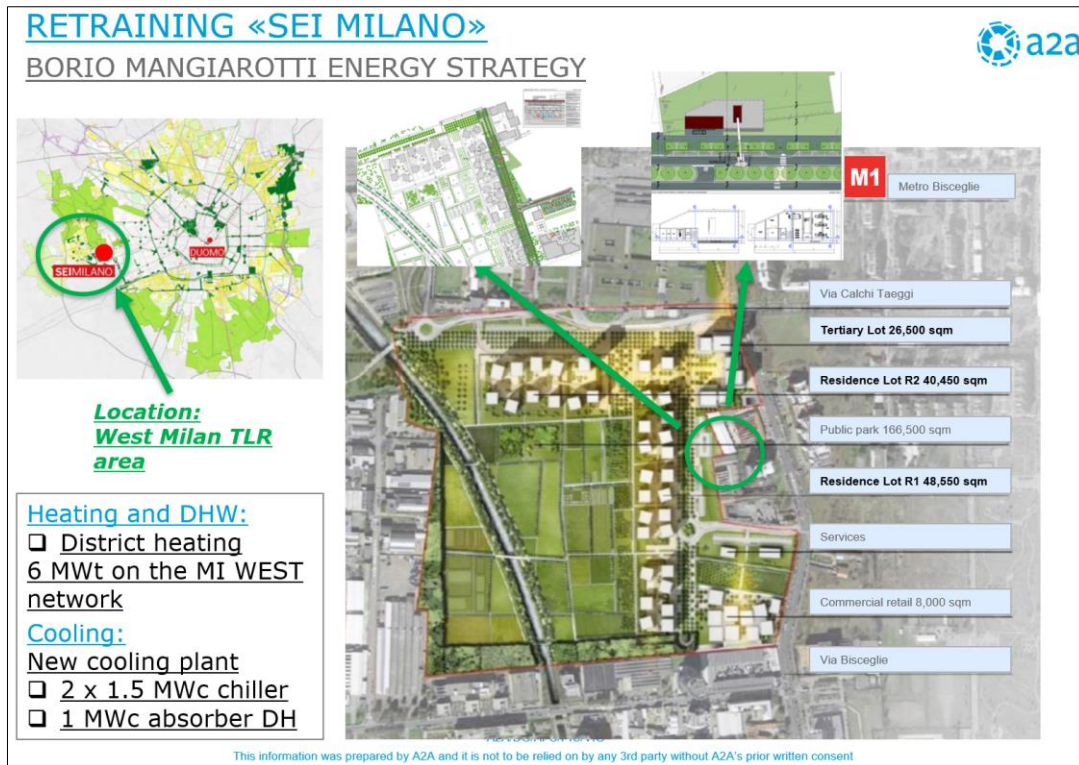 RETRAINING «SEI MILANO»
BORIO MANGIAROTTI ENERGY STRATEGY
a2a
DUOMO
SEIMILANO
M1
Metro Bisceglie
Via Calchi Taeggi
Tertiary Lot 26,500 sqm
Residence Lot R2 40,450 sqm
Public park 166,500 sqm
Residence Lot R1 48,550 sqm
Services
Commercial retail 8,000 sqm
Via Bisceglie
Location:
West Milan TLR
area
Heating and DHW:
District heating
6 MWt on the MI WEST
network
Cooling:
New cooling plant
2 x 1.5 MWc chiller
1 MWc absorber DH
This information was prepared by A2A and it is not to be relied on by any 3rd party without A2A's prior written consent